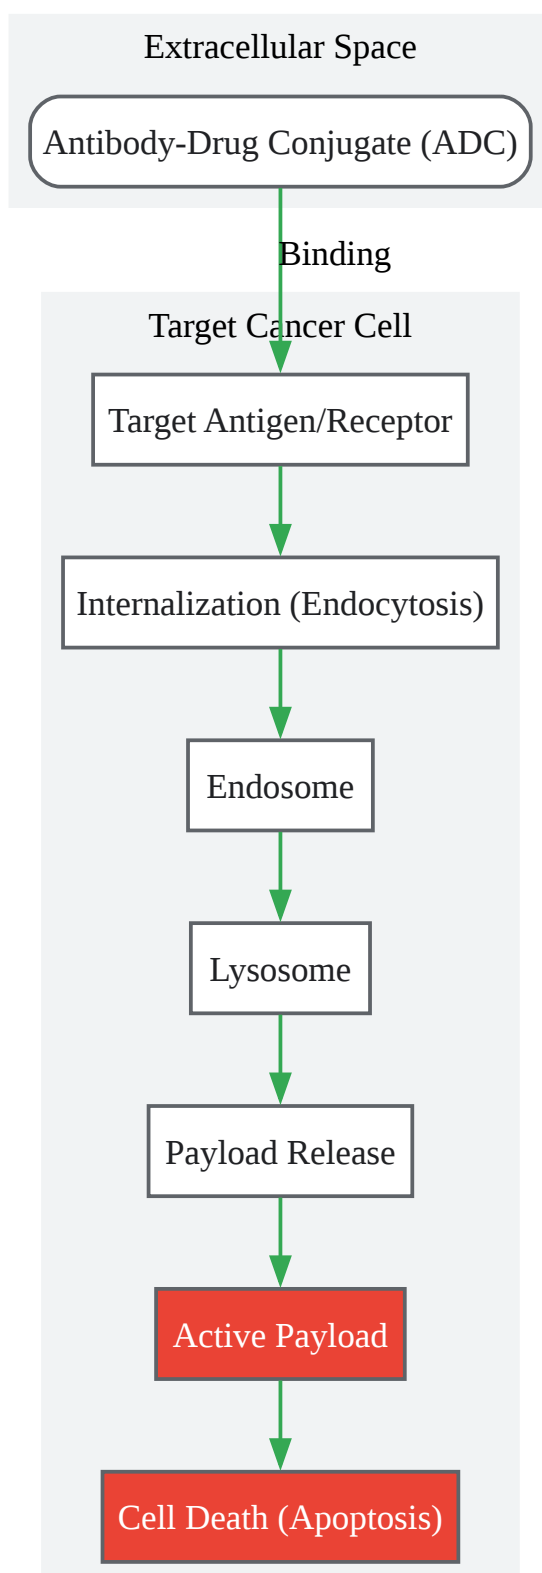 Extracellular Space
Antibody-Drug Conjugate (ADC)
Binding
Target Cancer Cell
Target Antigen/Receptor
Internalization (Endocytosis)
Endosome
Lysosome
Payload Release
Active Payload
Cell Death (Apoptosis)